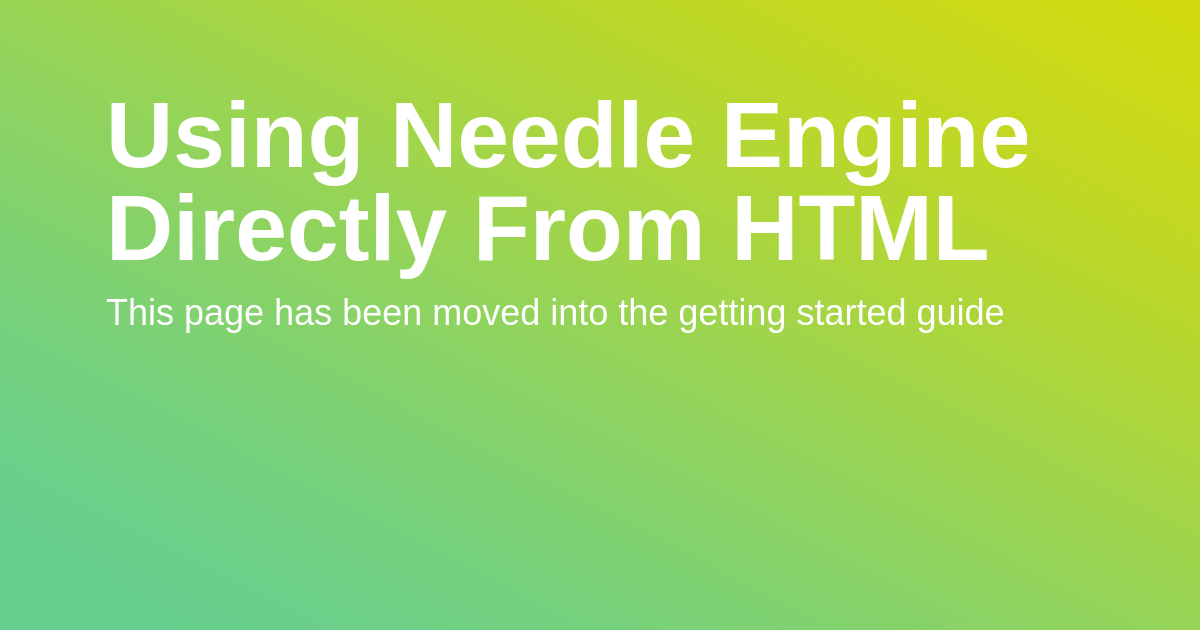 Using Needle Engine
Directly From HTML
This page has been moved into the getting started guide